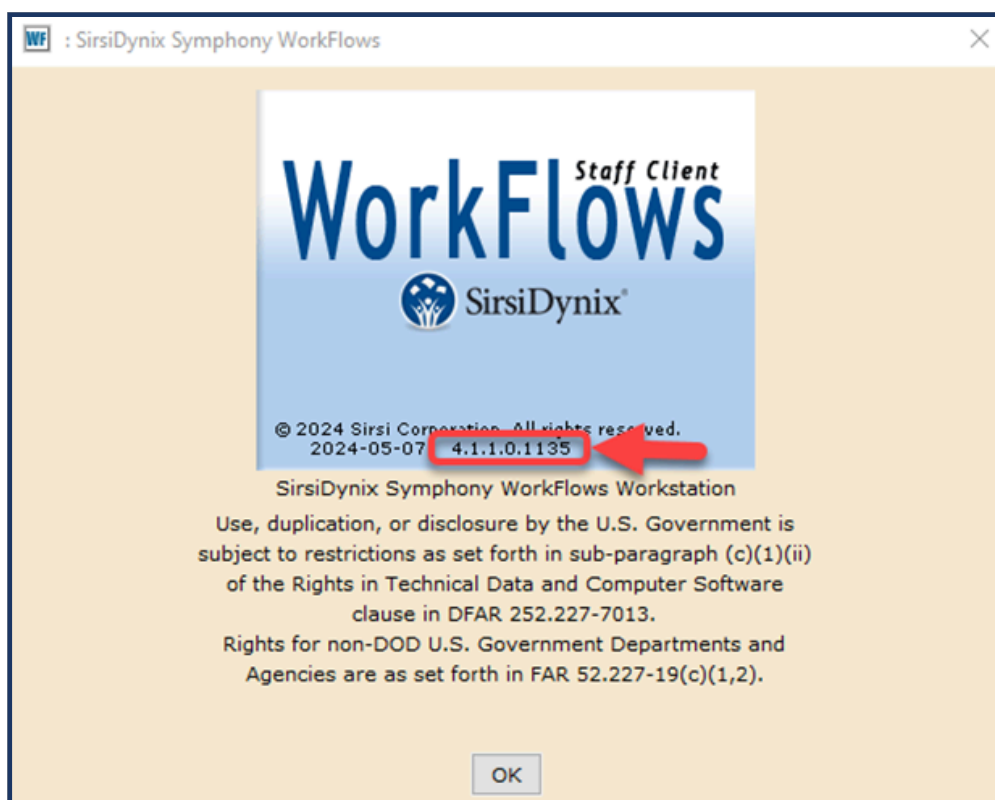 WF : SirsiDynix Symphony WorkFlows
Staff Client
WorkFlows
SirsiDynix®
© 2024 Sirsi Corporation. All rights reserved.
2024-05-07 4.1.1.0.1135
SirsiDynix Symphony WorkFlows Workstation
Use, duplication, or disclosure by the U.S. Government is
subject to restrictions as set forth in sub-paragraph (c)(1)(ii)
of the Rights in Technical Data and Computer Software
clause in DFAR 252.227-7013.
Rights for non-DOD U.S. Government Departments and
Agencies are as set forth in FAR 52.227-19(c)(1,2).
OK